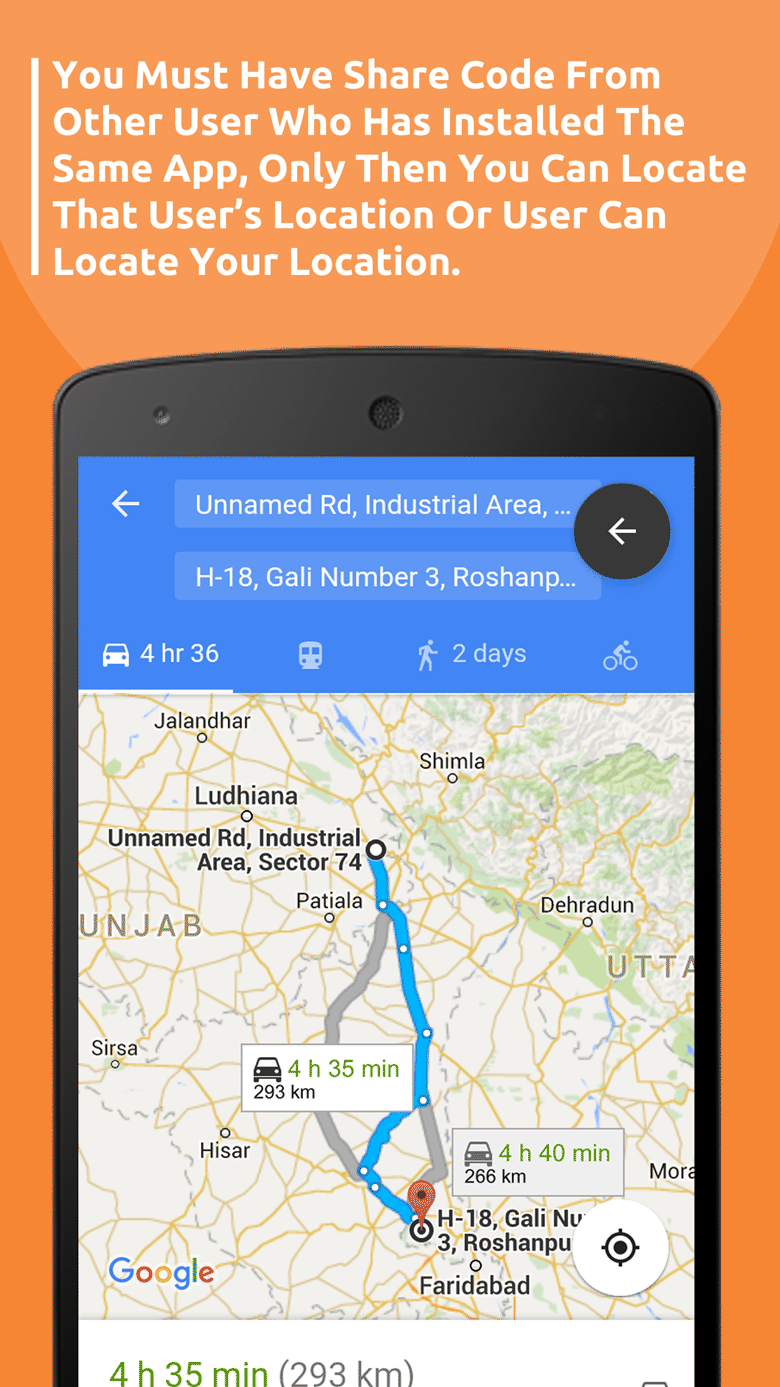 You Must Have Share Code From
Other User Who Has Installed The
Same App, Only Then You Can Locate
That User’s Location Or User Can
Locate Your Location.
Unnamed Rd, Industrial Area, ...
H-18, Gali Number 3, Roshanp...
4 hr 36
2 days
Jalandhar
Shimla
Ludhiana
Unnamed Rd, Industrial
Area, Sector 74
Patiala
Dehradun
UNJAB
UTTA
Sirsa
4 h 35 min
293 km
Hisar
4 h 40 min
266 km
Mora
H-18, Gali Nu
3, Roshanpu
Google
Faridabad
4 h 35 min (293 km)